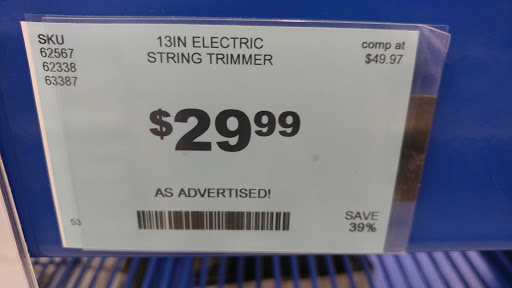 SKU
62567
62338
63387
13IN ELECTRIC
STRING TRIMMER
comp at
$49.97
$29.99
AS ADVERTISED!
53
SAVE
39%